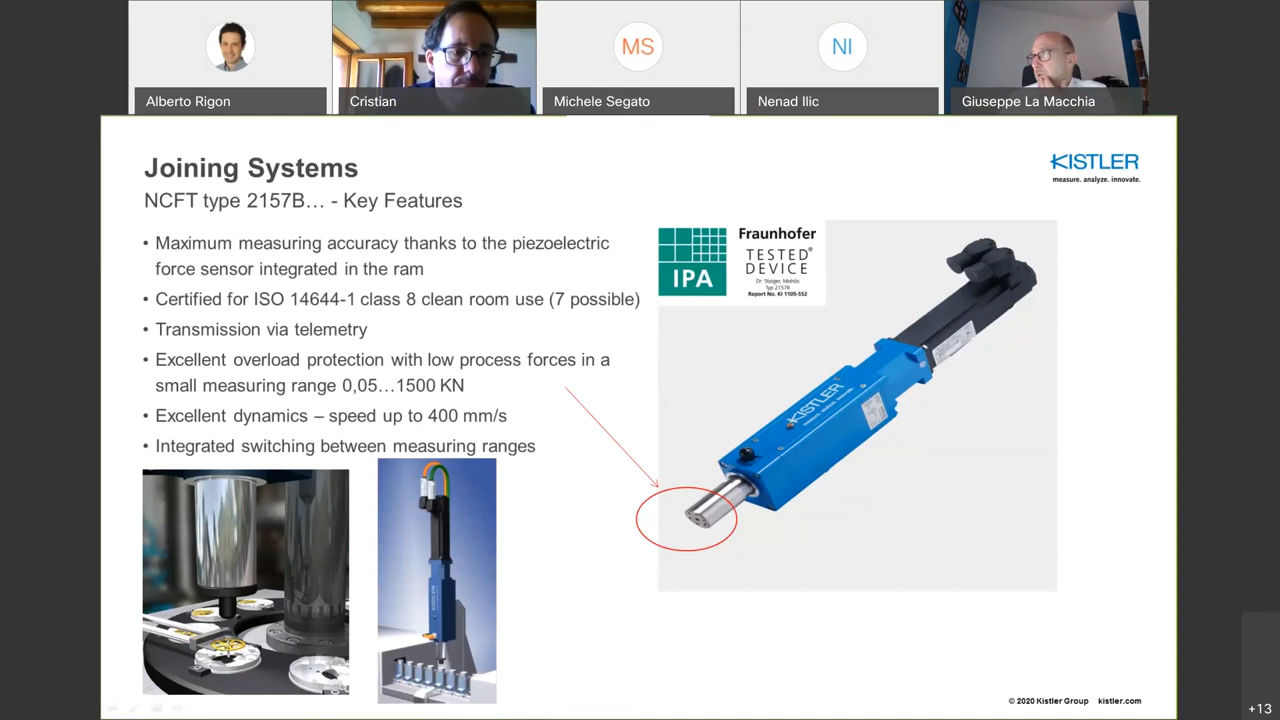 MS
NI
Alberto Rigon
Cristian
Michele Segato
Nenad Ilic
Giuseppe La Macchia
Joining Systems
KISTLER
measure. analyze. innovate.
NCFT type 2157B… - Key Features
• Maximum measuring accuracy thanks to the piezoelectric
force sensor integrated in the ram
• Certified for ISO 14644-1 class 8 clean room use (7 possible)
• Transmission via telemetry
• Excellent overload protection with low process forces in a
small measuring range 0,05…1500 KN
• Excellent dynamics – speed up to 400 mm/s
• Integrated switching between measuring ranges
IPA
Fraunhofer
TESTED®
DEVICE
Dr. Staiger, Mohilo
Typ 2157B
Report No. KI 1105-552
KISTLER
© 2020 Kistler Group kistler.com
+13